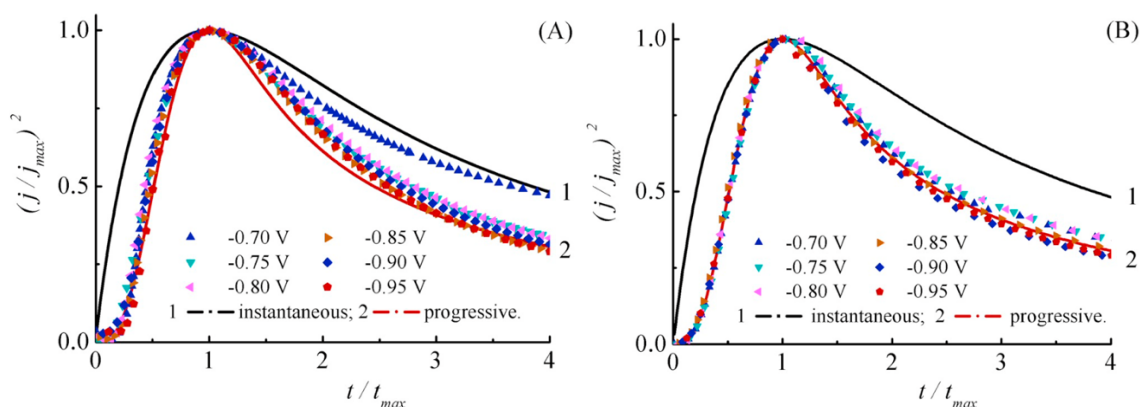 (A)
(j / j_max)²
1.0
0.5
0.0
0
1
2
3
4
t / t_max
1
2
-0.70 V
-0.85 V
-0.75 V
-0.90 V
-0.80 V
-0.95 V
1 instantaneous; 2 progressive.
(B)
(j / j_max)²
1.0
0.5
0.0
0
1
2
3
4
t / t_max
1
2
-0.70 V
-0.85 V
-0.75 V
-0.90 V
-0.80 V
-0.95 V
1 instantaneous; 2 progressive.